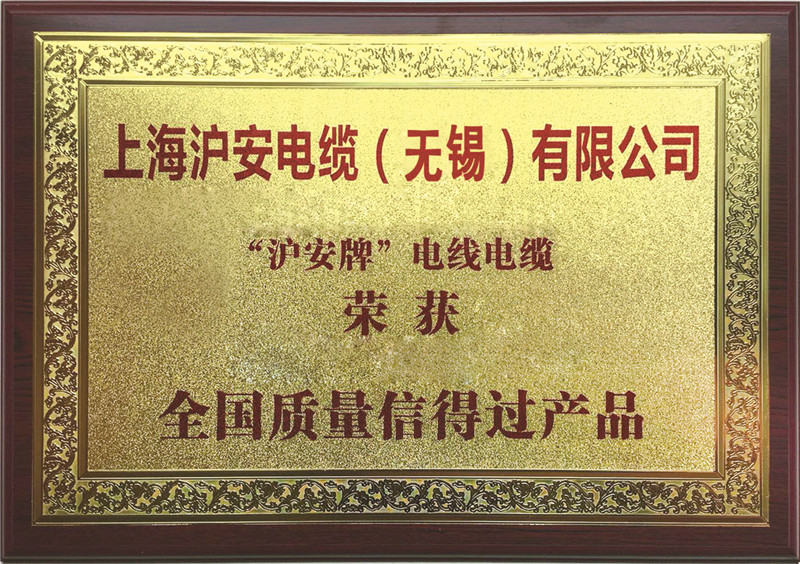 上海沪安电缆（无锡）有限公司
“沪安牌”电线电缆
荣获
全国质量信得过产品